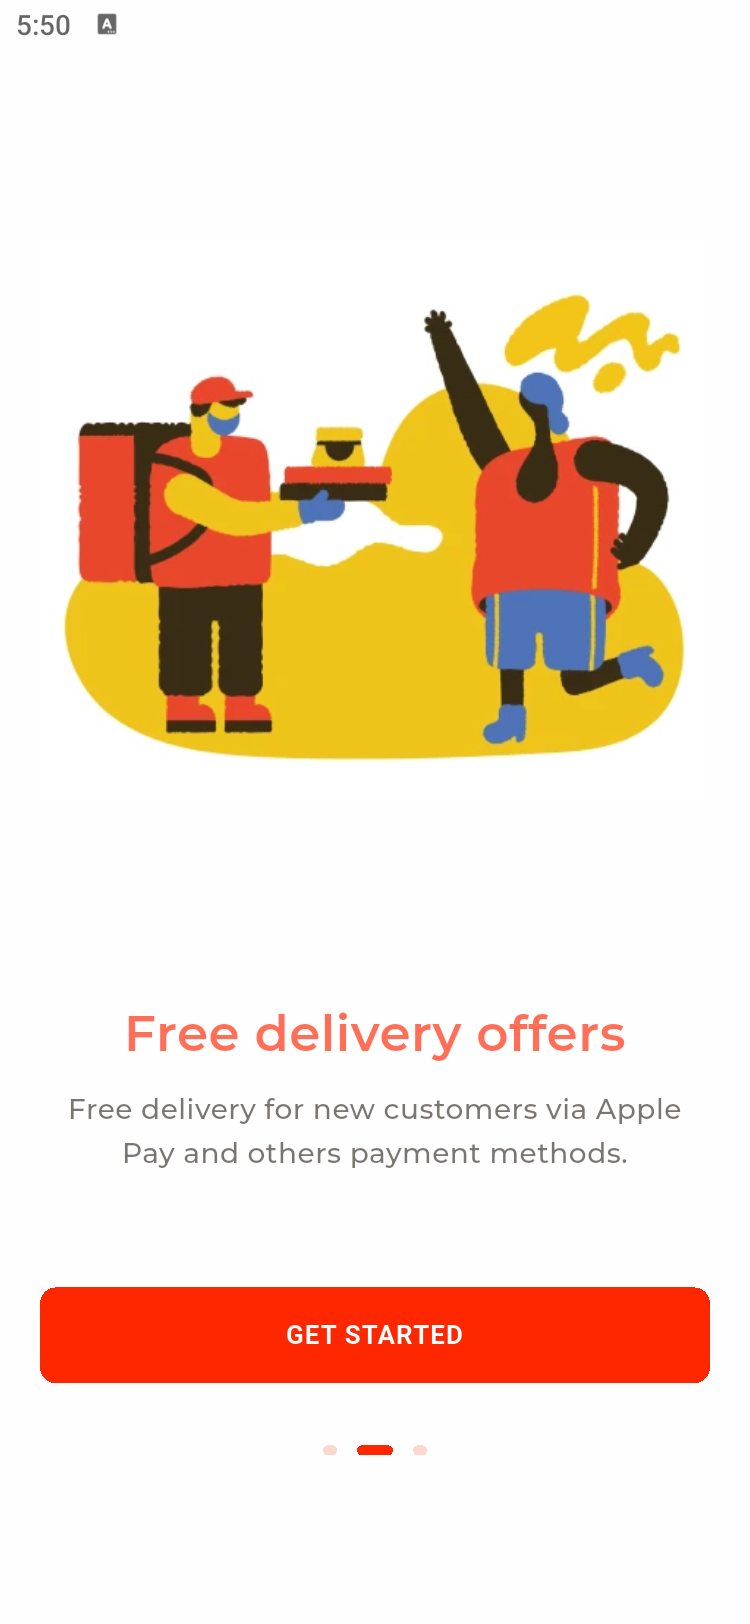 5:50
A
Free delivery offers
Free delivery for new customers via Apple
Pay and others payment methods.
GET STARTED